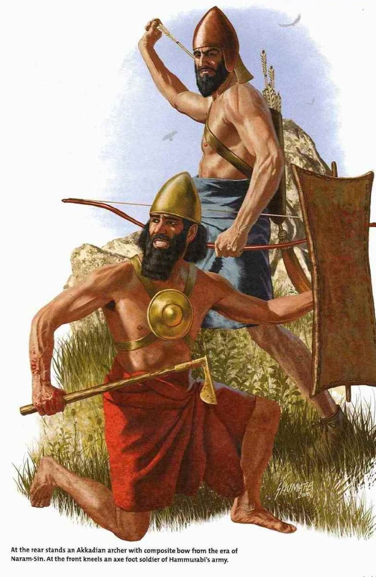 At the rear stands an Akkadian archer with composite bow from the era of
Naram-Sin. At the front kneels an axe foot soldier of Hammurabi's army.